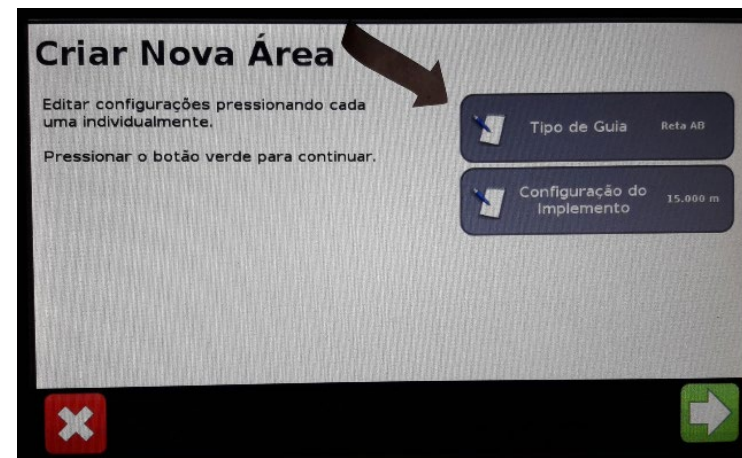 Criar Nova Área
Editar configurações pressionando cada
uma individualmente.
Pressionar o botão verde para continuar.
Tipo de Guia
Reta AB
Configuração do
Implemento
15.000 m